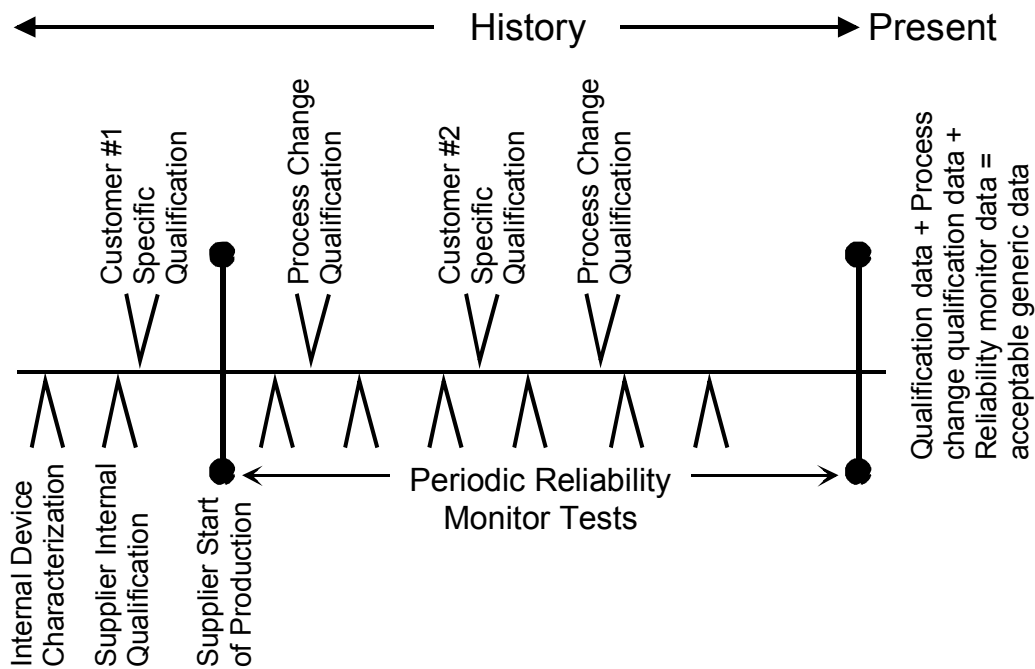 History
Present
Customer #1
Specific
Qualification
Process Change
Qualification
Customer #2
Specific
Qualification
Process Change
Qualification
Qualification data + Process
change qualification data +
Reliability monitor data =
acceptable generic data
Internal Device
Characterization
Supplier Internal
Qualification
Supplier Start
of Production
Periodic Reliability
Monitor Tests